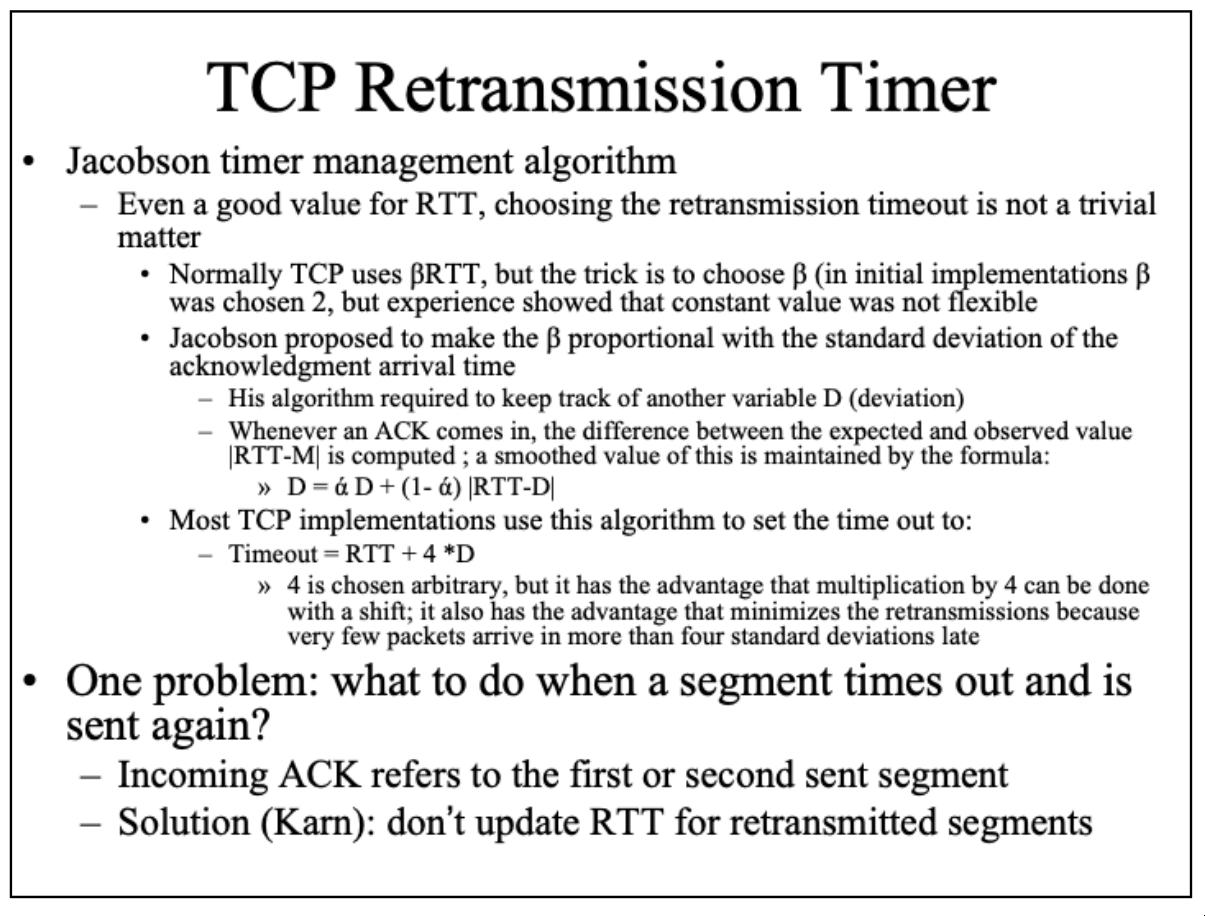 TCP Retransmission Timer
• Jacobson timer management algorithm
– Even a good value for RTT, choosing the retransmission timeout is not a trivial
matter
• Normally TCP uses βRTT, but the trick is to choose β (in initial implementations β
was chosen 2, but experience showed that constant value was not flexible
• Jacobson proposed to make the β proportional with the standard deviation of the
acknowledgment arrival time
– His algorithm required to keep track of another variable D (deviation)
– Whenever an ACK comes in, the difference between the expected and observed value
|RTT-M| is computed ; a smoothed value of this is maintained by the formula:
» D = ά D + (1- ά) |RTT-D|
• Most TCP implementations use this algorithm to set the time out to:
– Timeout = RTT + 4 *D
» 4 is chosen arbitrary, but it has the advantage that multiplication by 4 can be done
with a shift; it also has the advantage that minimizes the retransmissions because
very few packets arrive in more than four standard deviations late
• One problem: what to do when a segment times out and is
sent again?
– Incoming ACK refers to the first or second sent segment
– Solution (Karn): don’t update RTT for retransmitted segments